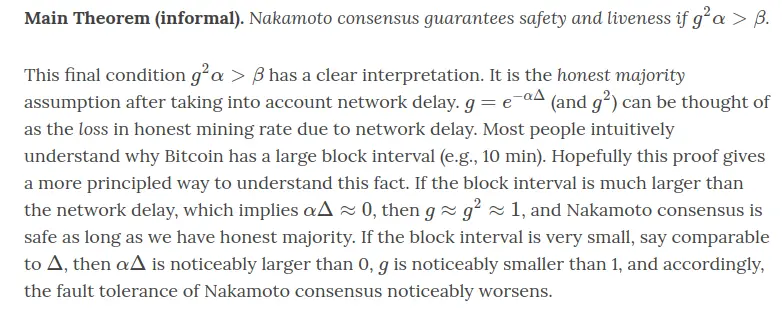 Main Theorem (informal). Nakamoto consensus guarantees safety and liveness if g²α > β.
This final condition g²α > β has a clear interpretation. It is the honest majority
assumption after taking into account network delay. g = e^{−αΔ} (and g²) can be thought of
as the loss in honest mining rate due to network delay. Most people intuitively
understand why Bitcoin has a large block interval (e.g., 10 min). Hopefully this proof gives
a more principled way to understand this fact. If the block interval is much larger than
the network delay, which implies αΔ ≈ 0, then g ≈ g² ≈ 1, and Nakamoto consensus is
safe as long as we have honest majority. If the block interval is very small, say comparable
to Δ, then αΔ is noticeably larger than 0, g is noticeably smaller than 1, and accordingly,
the fault tolerance of Nakamoto consensus noticeably worsens.